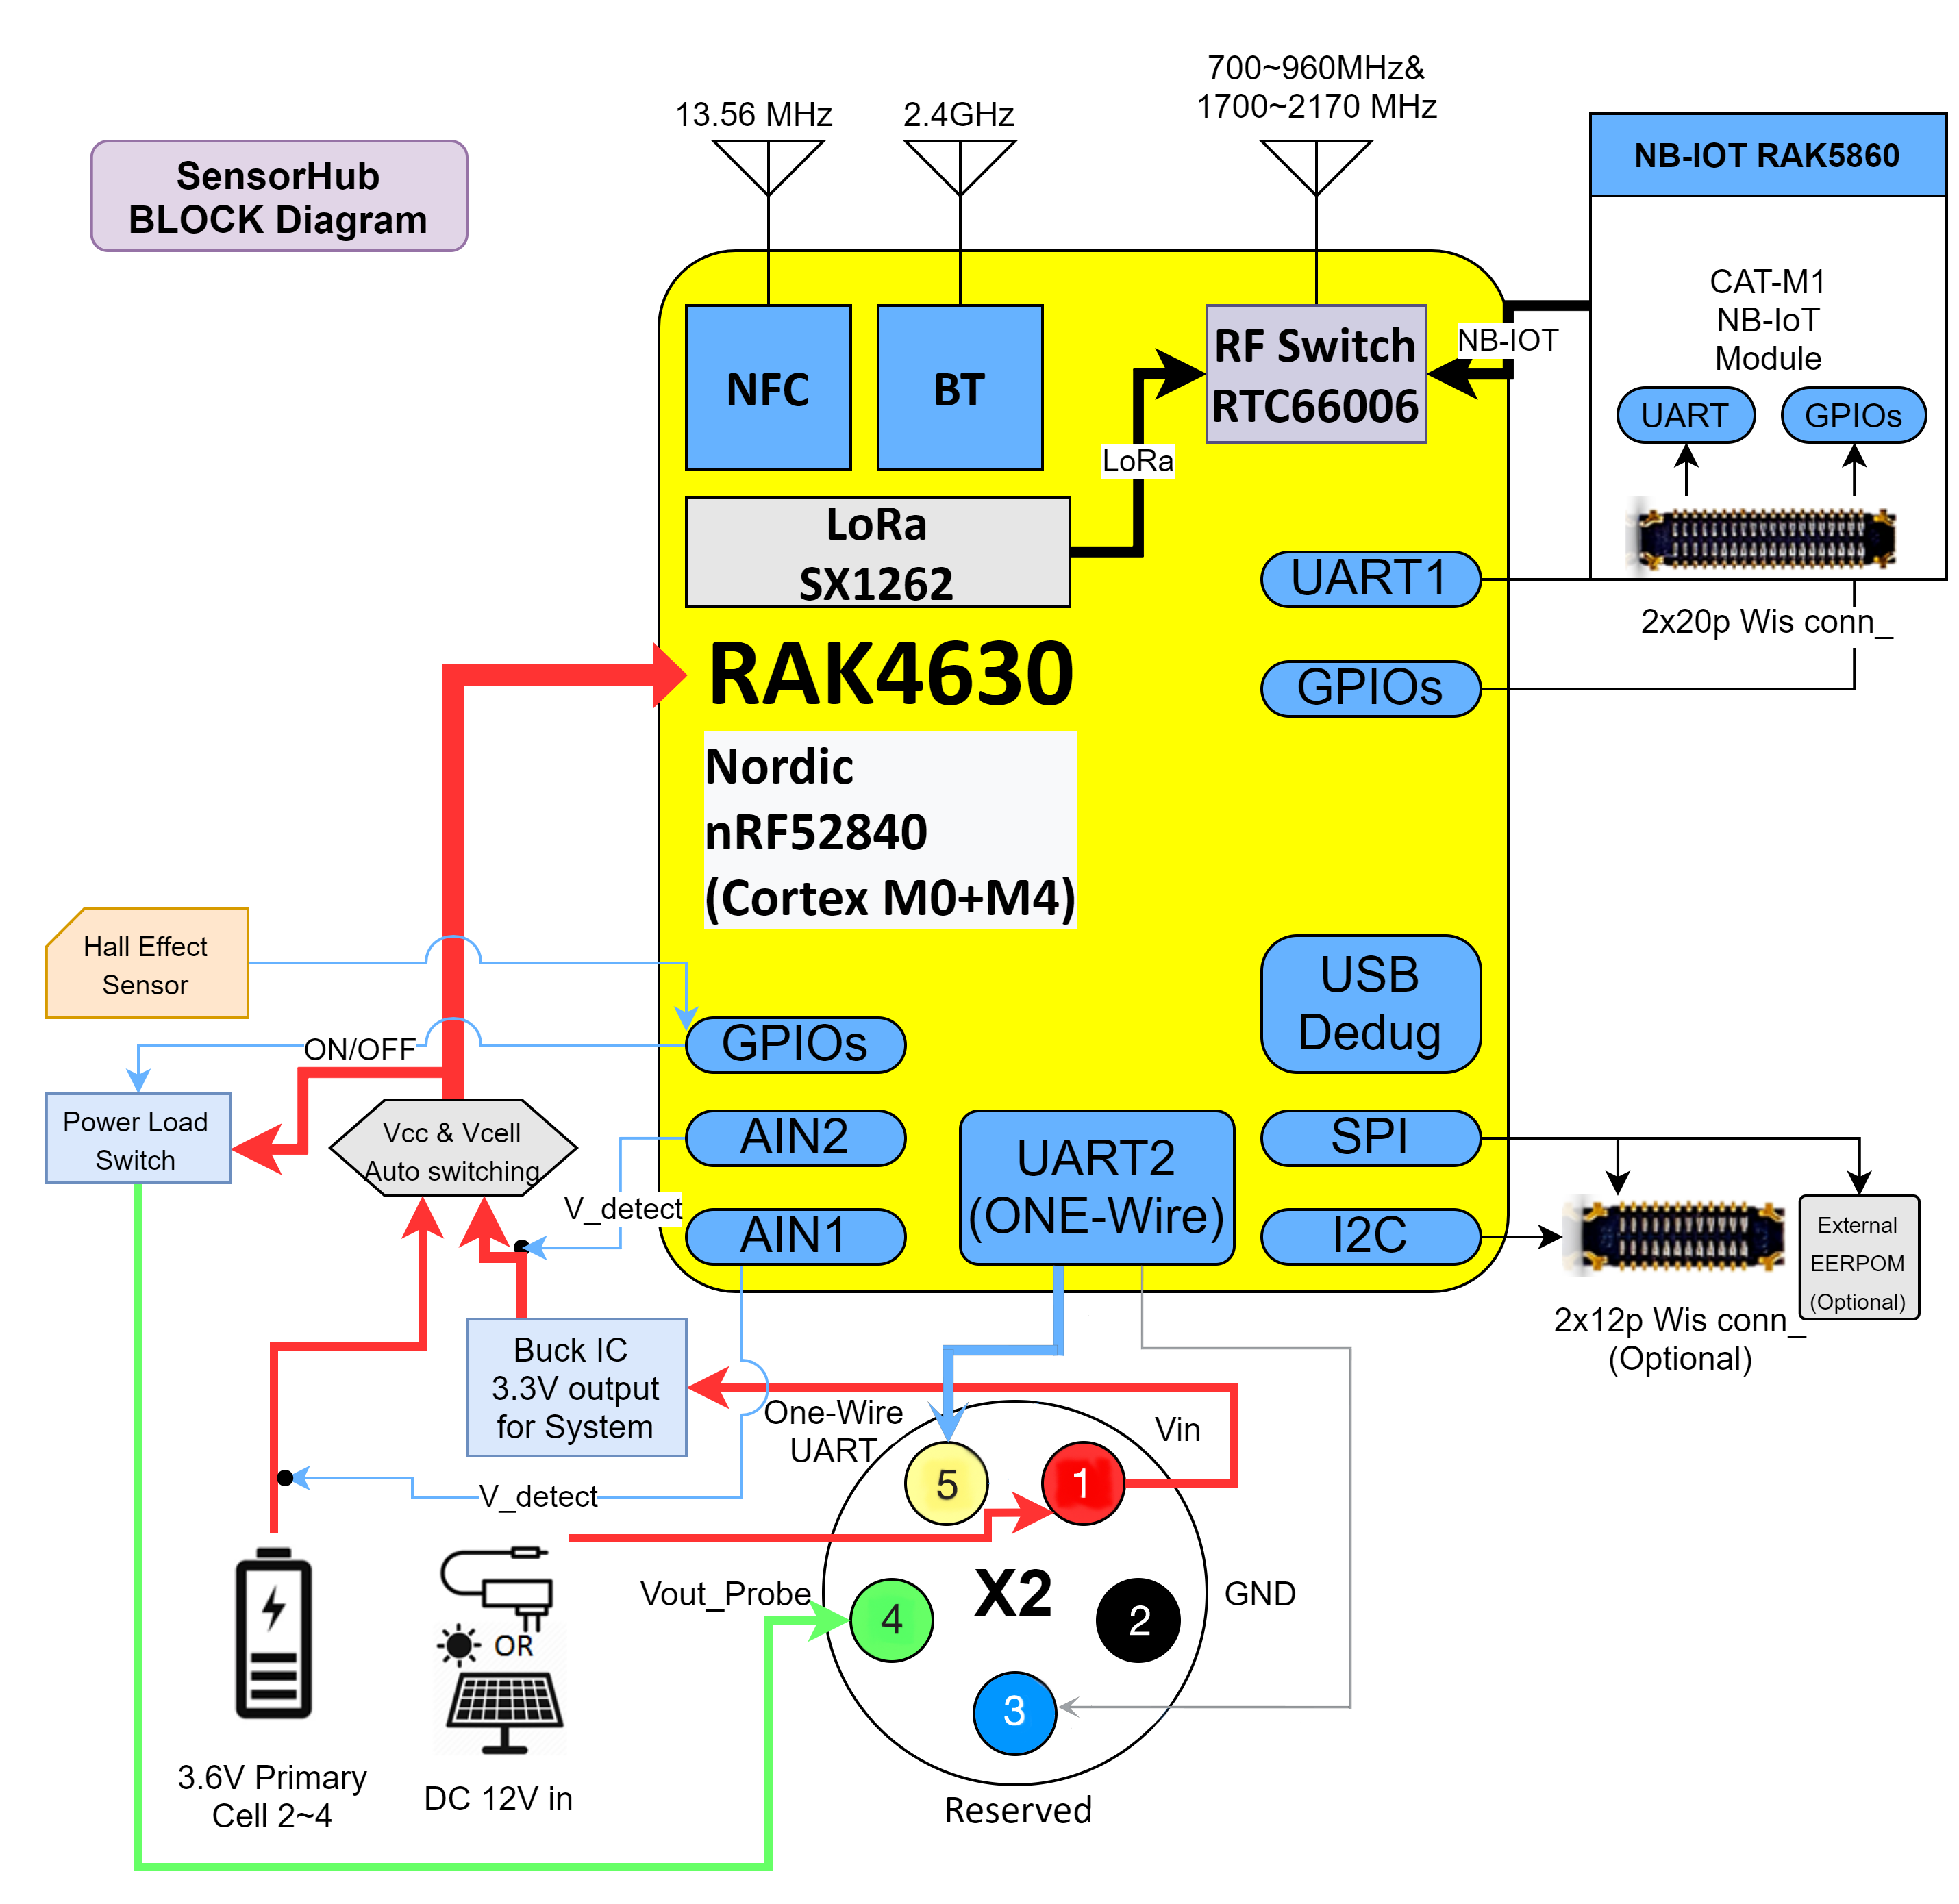 700~960MHz&
1700~2170 MHz
13.56 MHz
2.4GHz
SensorHub
BLOCK Diagram
NB-IOT RAK5860
CAT-M1
NB-IoT
Module
UART
GPIOs
2x20p Wis conn_
NFC
BT
RF Switch
RTC66006
NB-IOT
LoRa
LoRa
SX1262
UART1
GPIOs
RAK4630
Nordic
nRF52840
(Cortex M0+M4)
Hall Effect
Sensor
USB
Dedug
GPIOs
ON/OFF
Power Load
Switch
Vcc & Vcell
Auto switching
AIN2
UART2
(ONE-Wire)
SPI
V_detect
AIN1
I2C
External
EERPOM
(Optional)
2x12p Wis conn_
(Optional)
Buck IC
3.3V output
for System
One-Wire
UART
Vin
5
1
V_detect
X2
Vout_Probe
GND
4
2
3
OR
3.6V Primary
Cell 2~4
DC 12V in
Reserved